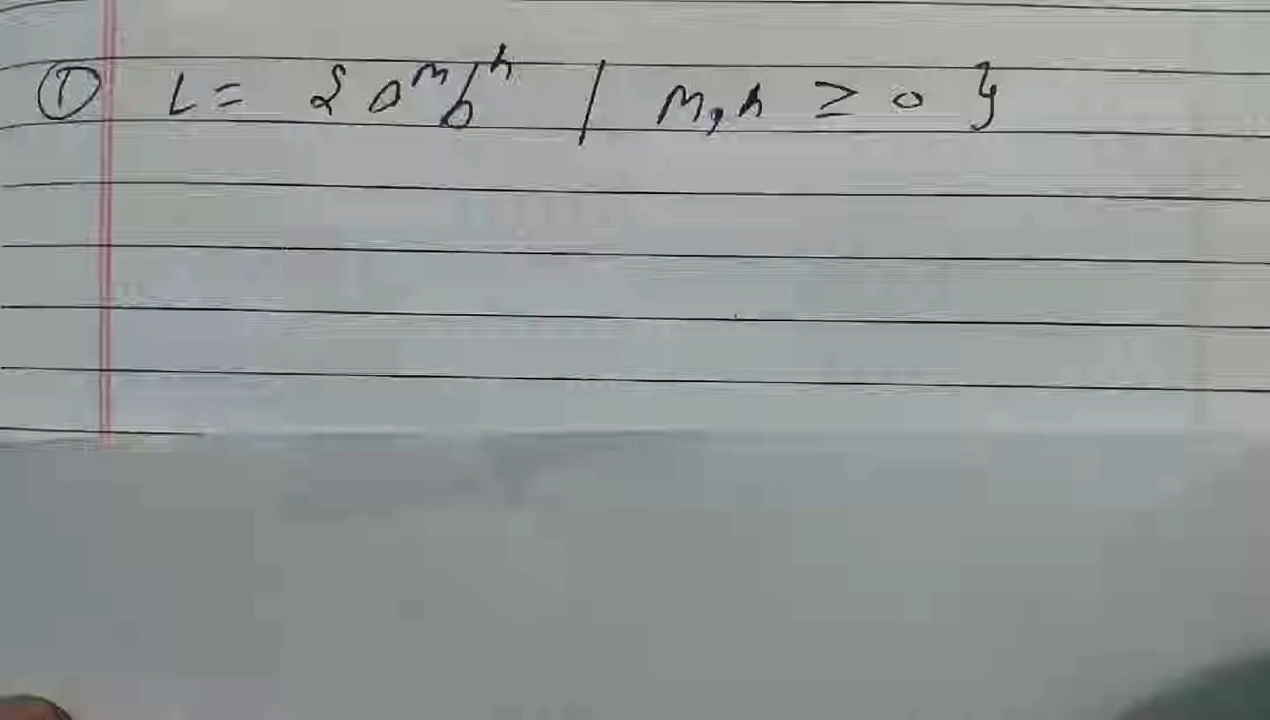 ① L = { a^m b^n / m,n ≥ 0 }